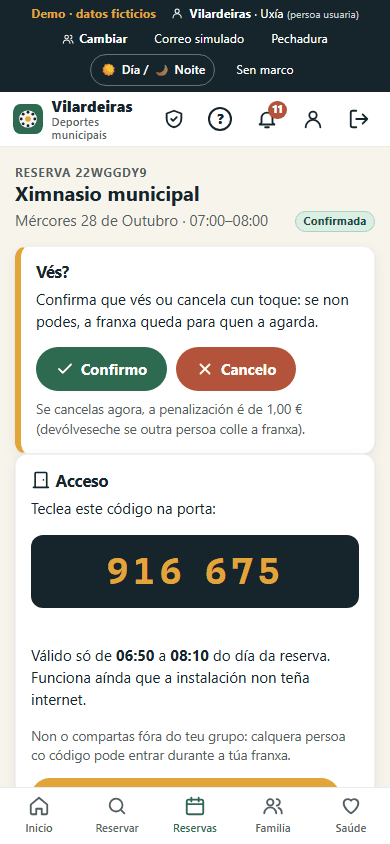 Demo · datos ficticios Vilardeiras · Uxía (persoa usuaria)
Cambiar Correo simulado Pechadura
Día / Noite Sen marco
Vilardeiras
Deportes
municipais
11
RESERVA 22WGGDY9
Ximnasio municipal
Mércores 28 de Outubro · 07:00–08:00 Confirmada
Vés?
Confirma que vés ou cancela cun toque: se non
podes, a franxa queda para quen a agarda.
Confirmo Cancelo
Se cancelas agora, a penalización é de 1,00 €
(devólveseche se outra persoa colle a franxa).
Acceso
Teclea este código na porta:
916 675
Válido só de 06:50 a 08:10 do día da reserva.
Funciona aínda que a instalación non teña
internet.
Non o compartas fóra do teu grupo: calquera persoa
co código pode entrar durante a túa franxa.
Inicio Reservar Reservas Familia Saúde